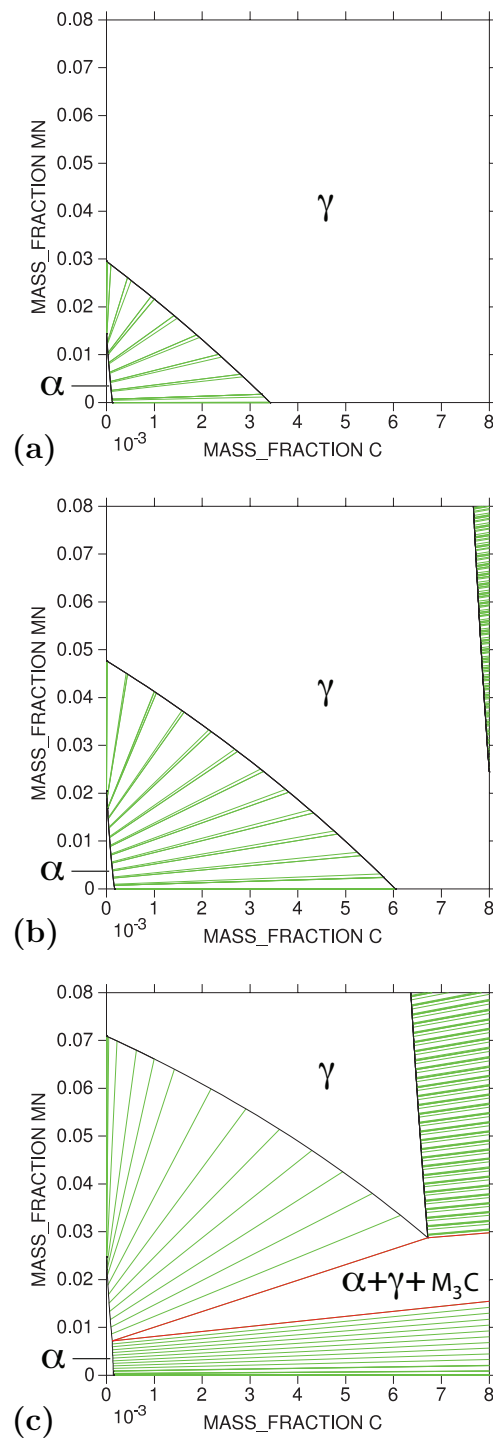 0.08
0.07
0.06
0.05
0.04
0.03
0.02
0.01
0
MASS_FRACTION MN
γ
α
0 1 2 3 4 5 6 7 8
10⁻³
MASS_FRACTION C
(a)
0.08
0.07
0.06
0.05
0.04
0.03
0.02
0.01
0
MASS_FRACTION MN
γ
α
0 1 2 3 4 5 6 7 8
10⁻³
MASS_FRACTION C
(b)
0.08
0.07
0.06
0.05
0.04
0.03
0.02
0.01
0
MASS_FRACTION MN
γ
α+γ+ M₃C
α
0 1 2 3 4 5 6 7 8
10⁻³
MASS_FRACTION C
(c)